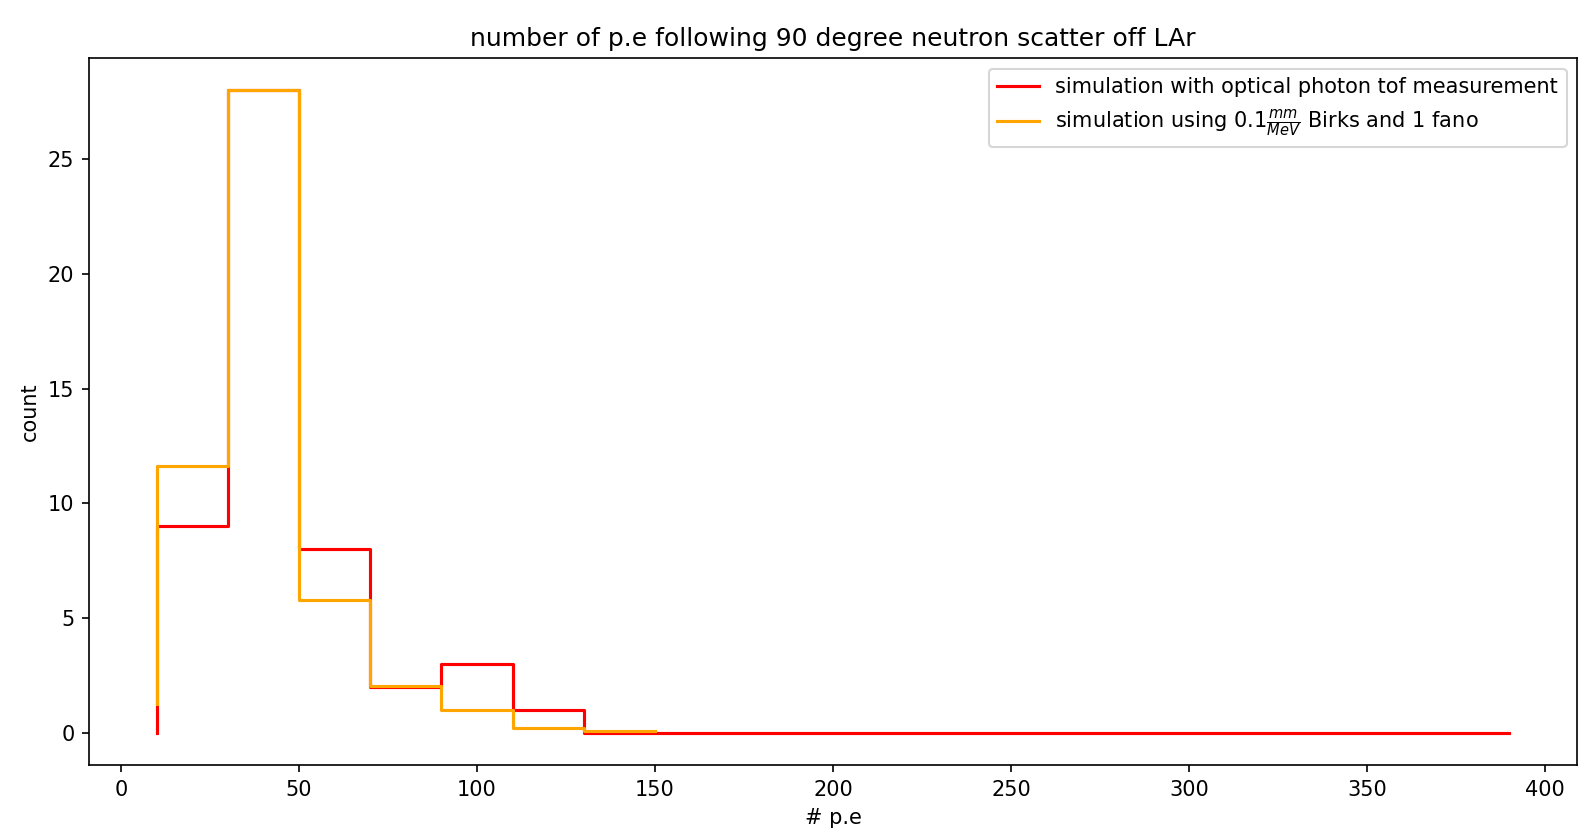 number of p.e following 90 degree neutron scatter off LAr
simulation with optical photon tof measurement
simulation using 0.1 mm/MeV Birks and 1 fano
count
25
20
15
10
5
0
0 50 100 150 200 250 300 350 400
# p.e